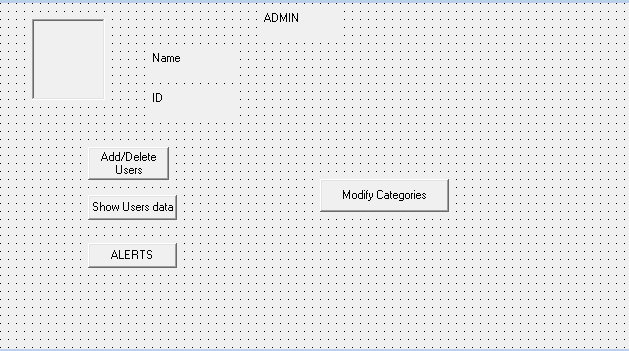 ADMIN
Name
ID
Add/Delete
Users
Show Users data
Modify Categories
ALERTS